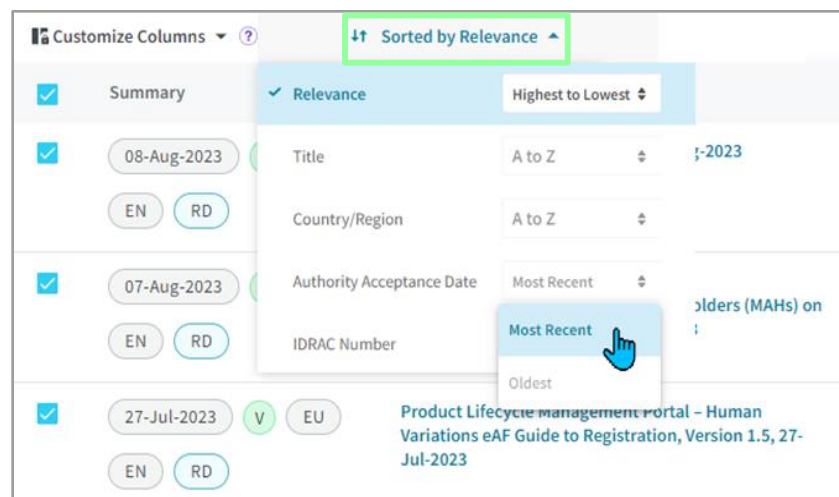 Customize Columns ? Sorted by Relevance
Summary
Relevance Highest to Lowest
08-Aug-2023 g-2023
Title A to Z
EN RD
Country/Region A to Z
07-Aug-2023
Authority Acceptance Date Most Recent
olders (MAHs) on
EN RD
IDRAC Number
Most Recent
Oldest
27-Jul-2023 V EU Product Lifecycle Management Portal – Human
Variations eAF Guide to Registration, Version 1.5, 27-
Jul-2023
EN RD